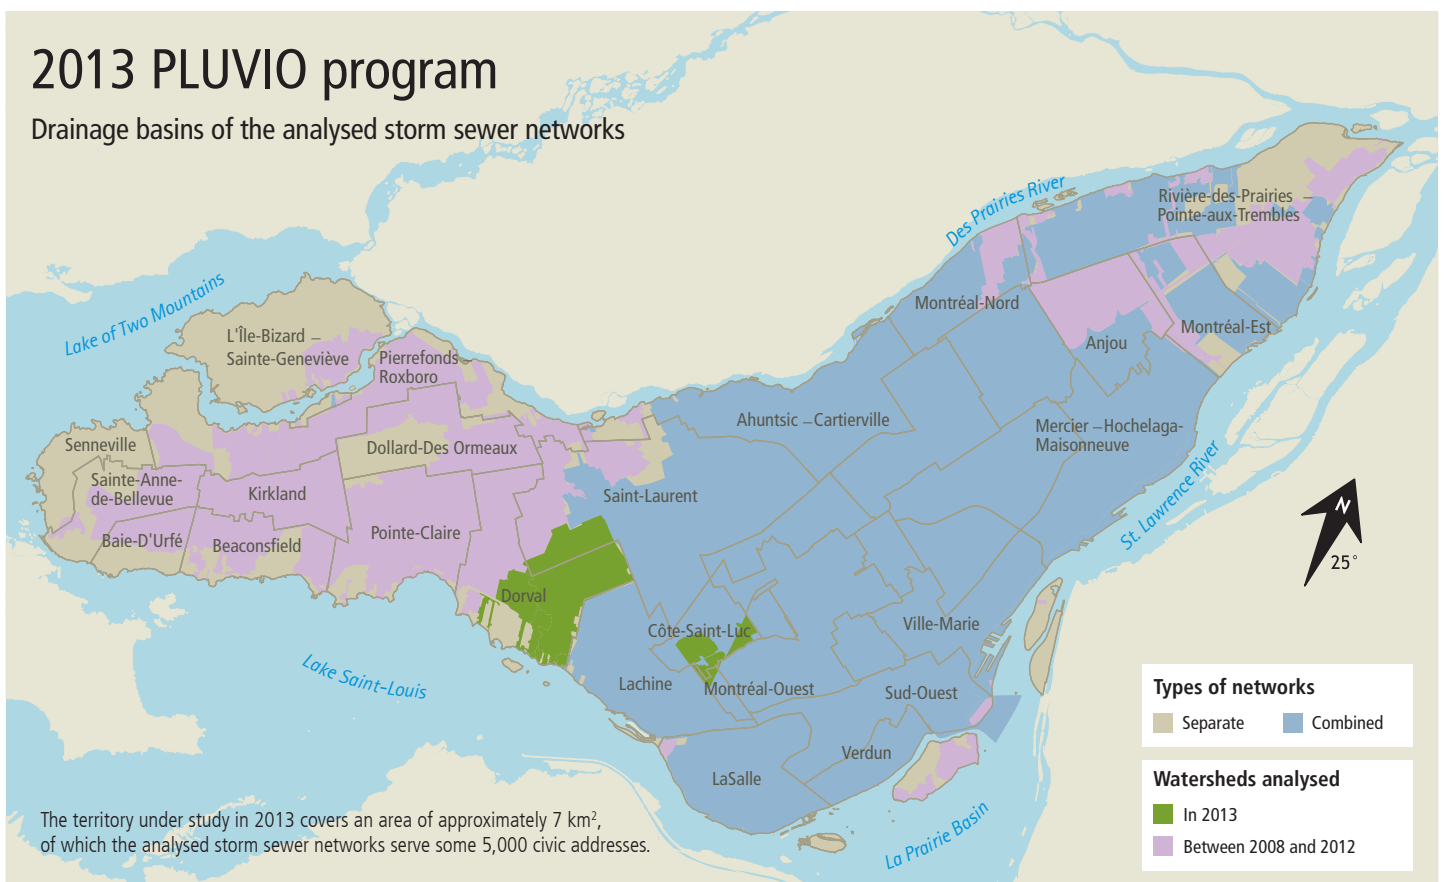 2013 PLUVIO program
Drainage basins of the analysed storm sewer networks
Des Prairies River
Rivière-des-Prairies –
Pointe-aux-Trembles
Lake of Two Mountains
Montréal-Nord
L'Île-Bizard –
Sainte-Geneviève
Montréal-Est
Anjou
Pierrefonds –
Roxboro
Ahuntsic – Cartierville
Mercier – Hochelaga-
Maisonneuve
Senneville
Dollard-Des Ormeaux
Sainte-Anne-
de-Bellevue
Kirkland
Saint-Laurent
St. Lawrence River
N
25°
Baie-D'Urfé
Beaconsfield
Pointe-Claire
Dorval
Côte-Saint-Luc
Ville-Marie
Lake Saint-Louis
Lachine
Montréal-Ouest
Sud-Ouest
Verdun
LaSalle
La Prairie Basin
Types of networks
Separate
Combined
Watersheds analysed
In 2013
Between 2008 and 2012
The territory under study in 2013 covers an area of approximately 7 km²,
of which the analysed storm sewer networks serve some 5,000 civic addresses.